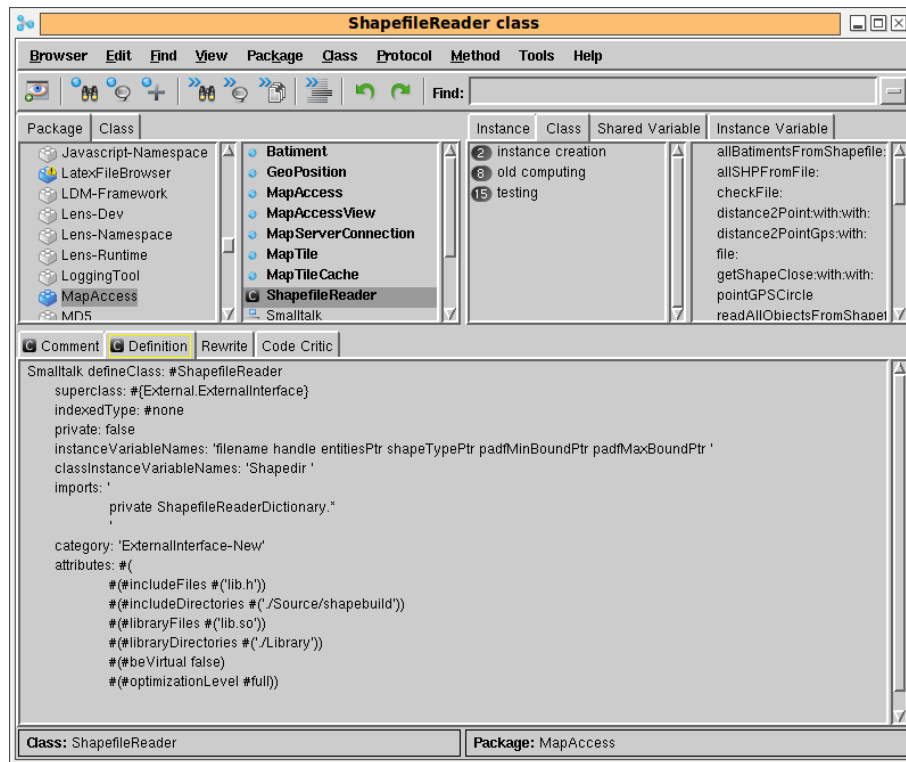 ShapefileReader class
Browser Edit Find View Package Class Protocol Method Tools Help
Find:
Package Class
Instance Class Shared Variable Instance Variable
Javascript-Namespace
LatexFileBrowser
LDM-Framework
Lens-Dev
Lens-Namespace
Lens-Runtime
LoggingTool
MapAccess
MD5
Batiment
GeoPosition
MapAccess
MapAccessView
MapServerConnection
MapTile
MapTileCache
C ShapefileReader
Smalltalk
2 instance creation
8 old computing
15 testing
allBatimentsFromShapefile:
allSHPFromFile:
checkFile:
distance2Point:with:with:
distance2PointGps:with:
file:
getShapeClose:with:with:
pointGPSCircle
readAllObjectsFromShapef
C Comment C Definition Rewrite Code Critic
Smalltalk defineClass: #ShapefileReader
superclass: #{External.ExternalInterface}
indexedType: #none
private: false
instanceVariableNames: 'filename handle entitiesPtr shapeTypePtr padfMinBoundPtr padfMaxBoundPtr '
classInstanceVariableNames: 'Shapedir '
imports: '
private ShapefileReaderDictionary.*
'
category: 'ExternalInterface-New'
attributes: #(
#(#includeFiles #('lib.h'))
#(#includeDirectories #('./Source/shapebuild'))
#(#libraryFiles #('lib.so'))
#(#libraryDirectories #('./Library'))
#(#beVirtual false)
#(#optimizationLevel #full))
Class: ShapefileReader
Package: MapAccess